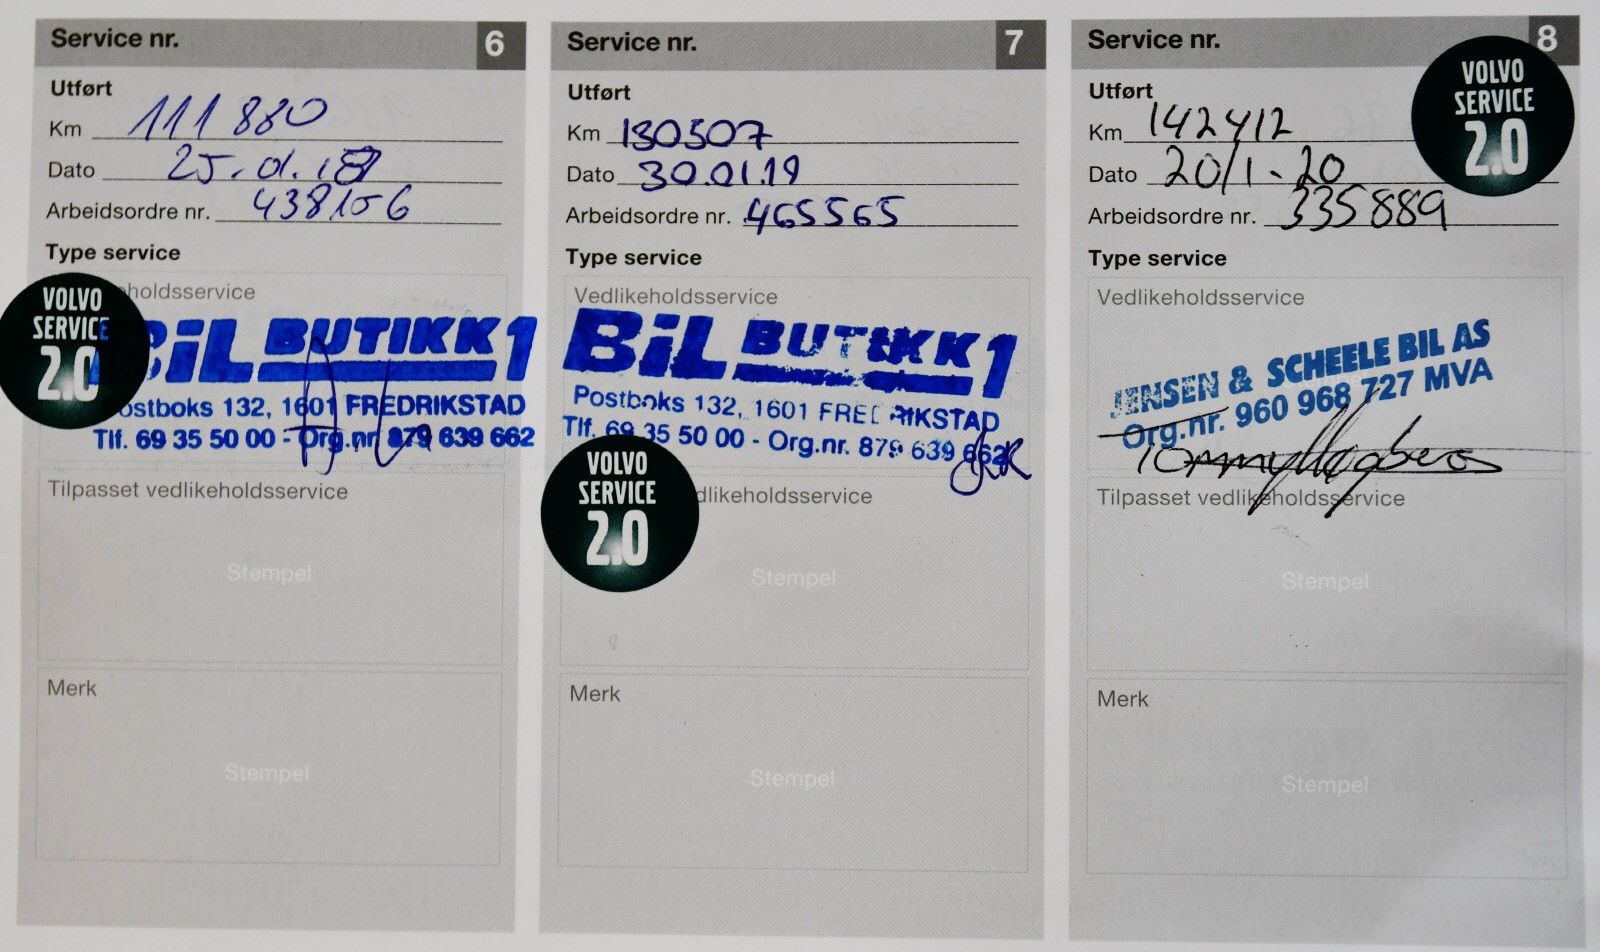 Service nr. 6
Utført
Km 111 880
Dato 25.01.18
Arbeidsordre nr. 438156
Type service
VOLVO
SERVICE
2.0
holdsservice
BiL BUTIKK 1
ostboks 132, 1601 FREDRIKSTAD
Tlf. 69 35 50 00 - Org.nr. 879 639 662
Tilpasset vedlikeholdsservice
Stempel
Merk
Stempel
Service nr. 7
Utført
Km 130507
Dato 30.01.19
Arbeidsordre nr. 465565
Type service
Vedlikeholdsservice
BiL BUTIKK 1
Postboks 132, 1601 FREDRIKSTAD
Tlf. 69 35 50 00 - Org.nr. 879 639 662
VOLVO
SERVICE
2.0
dlikeholdsservice
Stempel
Merk
Stempel
Service nr. 8
VOLVO
SERVICE
2.0
Utført
Km 142412
Dato 20/1-20
Arbeidsordre nr. 335889
Type service
Vedlikeholdsservice
JENSEN & SCHEELE BIL AS
Org.nr. 960 968 727 MVA
Tilpasset vedlikeholdsservice
Stempel
Merk
Stempel